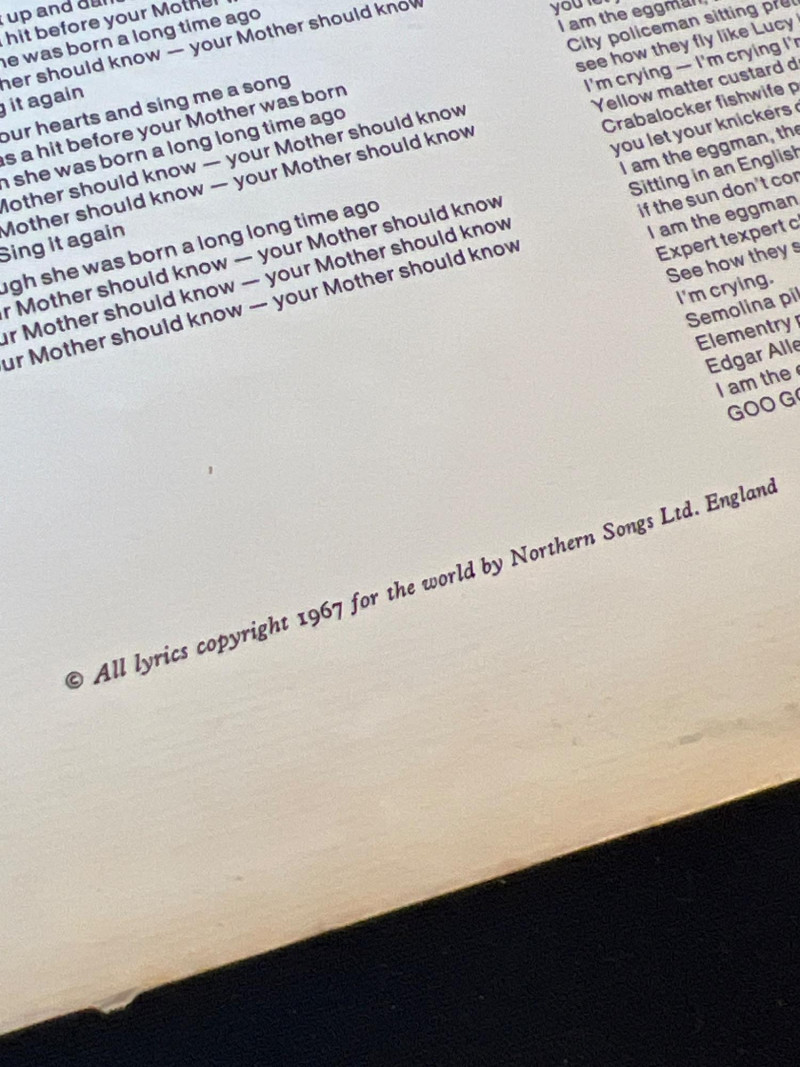 up and
hit before your Mother
was born a long time ago
should know — your Mother should know
it again
hearts and sing me a song
a hit before your Mother was born
she was born a long long time ago
Mother should know — your Mother should know
Mother should know — your Mother should know
Sing it again
she was born a long long time ago
Mother should know — your Mother should know
Mother should know — your Mother should know
Mother should know — your Mother should know
you
I am the eggman,
City policeman sitting
see how they fly like Lucy
I'm crying — I'm crying
Yellow matter custard
Crabalocker fishwife
you let your knickers
I am the eggman, the
Sitting in an English
if the sun don't
I am the eggman
Expert texpert
See how they
I'm crying.
Semolina
Elementry
Edgar
I am the
GOO
© All lyrics copyright 1967 for the world by Northern Songs Ltd. England